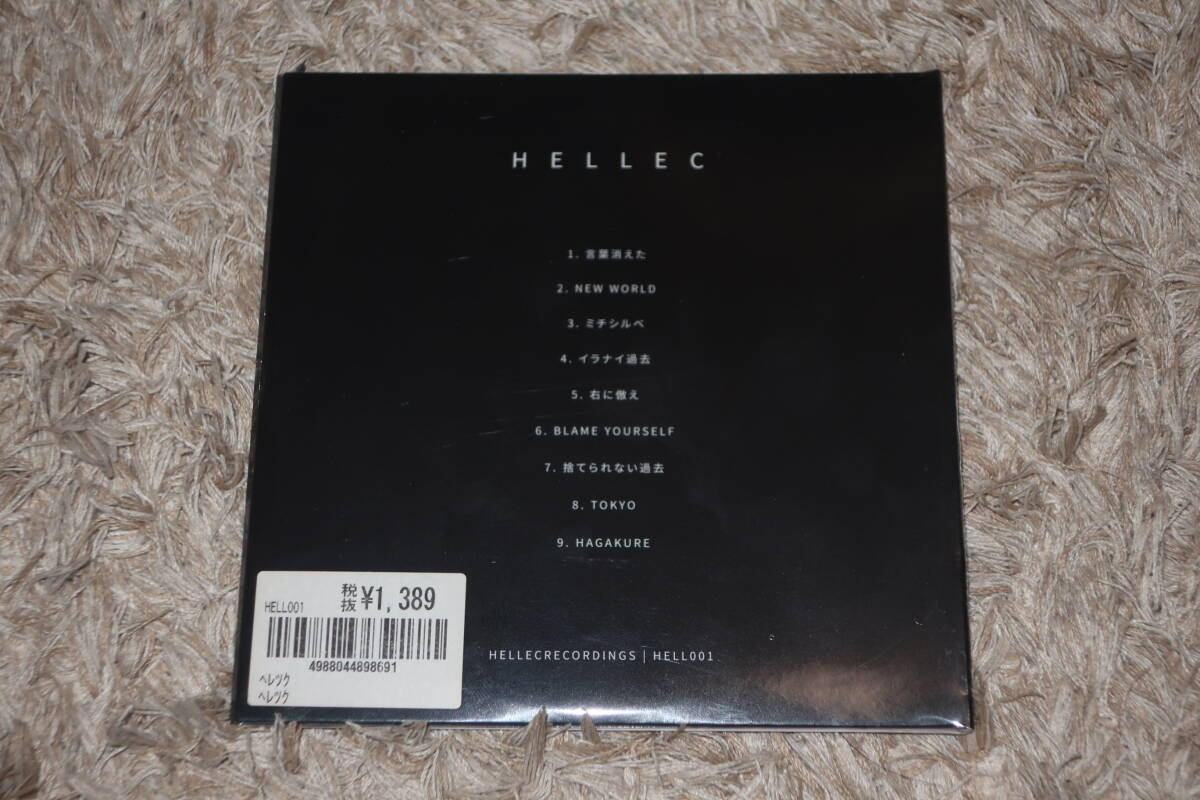 HELLEC
1. 言葉消えた
2. NEW WORLD
3. ミチシルベ
4. イラナイ過去
5. 右に倣え
6. BLAME YOURSELF
7. 捨てられない過去
8. TOKYO
9. HAGAKURE
HELLECRECORDINGS | HELL001
HELL001 税抜 ¥1,389
4988044898691
ヘレック
ヘレック